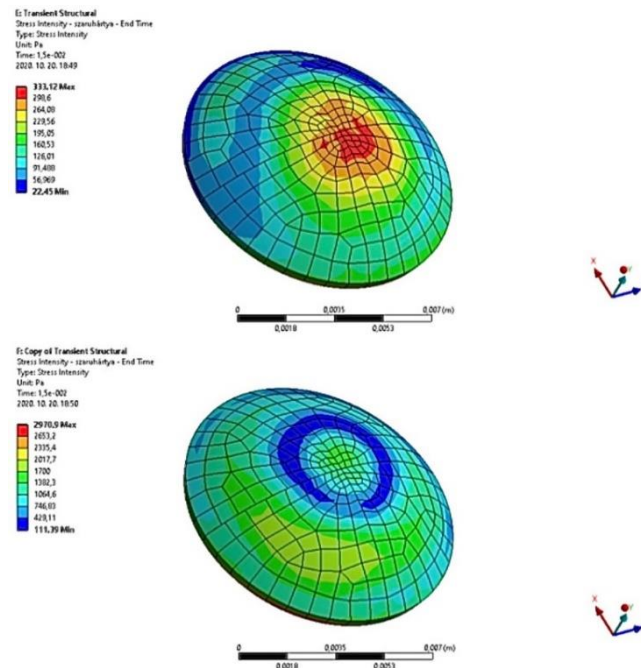 E: Transient Structural
Stress Intensity - szaruhártya - End Time
Type: Stress Intensity
Unit: Pa
Time: 1,5e-002
2020. 10. 20. 18:49
333,12 Max
298,6
264,08
229,56
195,05
160,53
126,01
91,488
56,969
22,45 Min
0
0,0035
0,007 (m)
0,0018
0,0053
X
Y
F: Copy of Transient Structural
Stress Intensity - szaruhártya - End Time
Type: Stress Intensity
Unit: Pa
Time: 1,5e-002
2020. 10. 20. 18:50
2970,9 Max
2653,2
2335,4
2017,7
1700
1382,3
1064,6
746,83
429,11
111,39 Min
0
0,0035
0,007 (m)
0,0018
0,0053
X
Y